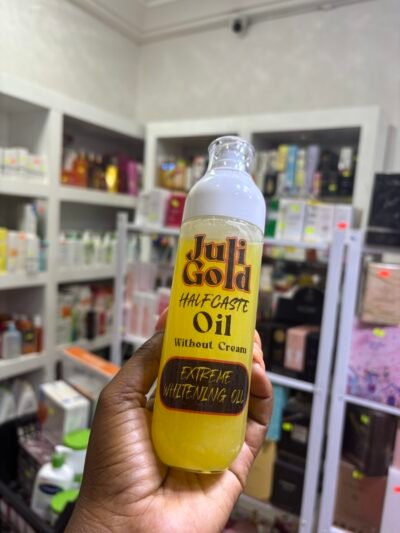 Juli
Gold
HALFCASTE
Oil
Without Cream
EXTREME
WHITENING OIL